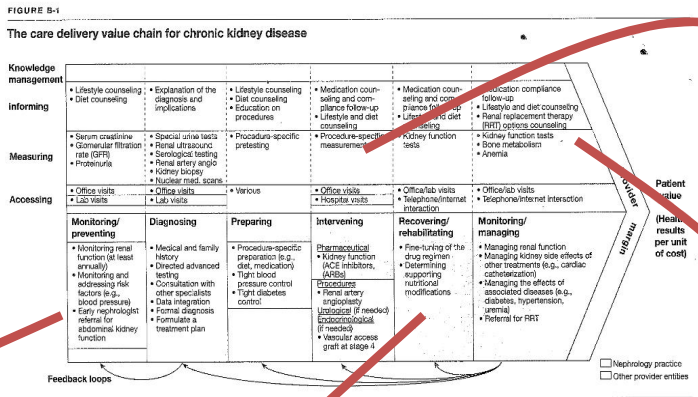 FIGURE B-1
The care delivery value chain for chronic kidney disease
Knowledge
management
informing
• Lifestyle counseling
• Diet counseling
• Explanation of the
diagnosis and
implications
• Lifestyle counseling
• Diet counseling
• Education on
procedures
• Medication coun-
seling and com-
pliance follow-up
• Lifestyle and diet
counseling
• Medication coun-
seling and com-
pliance follow-up
• Lifestyle and diet
counseling
• Medication compliance
follow-up
• Lifestyle and diet counseling
• Renal replacement therapy
(RRT) options counseling
Measuring
• Serum creatinine
• Glomerular filtration
rate (GFR)
• Proteinuria
• Special urine tests
• Renal ultrasound
• Serological testing
• Renal artery angio
• Kidney biopsy
• Nuclear med. scans
• Procedure-specific
pretesting
• Procedure-specific
measurement
• Kidney function
tests
• Kidney function tests
• Bone metabolism
• Anemia
Accessing
• Office visits
• Lab visits
• Office visits
• Lab visits
• Various
• Office visits
• Hospital visits
• Office/lab visits
• Telephone/internet
interaction
• Office/lab visits
• Telephone/internet interaction
Monitoring/
preventing
• Monitoring renal
function (at least
annually)
• Monitoring and
addressing risk
factors (e.g.,
blood pressure)
• Early nephrologist
referral for
abdominal kidney
function
Diagnosing
• Medical and family
history
• Directed advanced
testing
• Consultation with
other specialists
• Data integration
• Formal diagnosis
• Formulate a
treatment plan
Preparing
• Procedure-specific
preparation (e.g.,
diet, medication)
• Tight blood
pressure control
• Tight diabetes
control
Intervening
Pharmaceutical
• Kidney function
(ACE inhibitors,
(ARBs)
Procedures
• Renal artery
angioplasty
Urological (if needed)
Endocrinological
(if needed)
• Vascular access
graft at stage 4
Recovering/
rehabilitating
• Fine-tuning of the
drug regimen
• Determining
supporting
nutritional
modifications
Monitoring/
managing
• Managing renal function
• Managing kidney side effects of
other treatments (e.g., cardiac
catheterization)
• Managing the effects of
associated diseases (e.g.,
diabetes, hypertension,
uremia)
• Referral for RRT
margin
Patient
value
(Health
results
per unit
of cost)
Feedback loops
Nephrology practice
Other provider entities